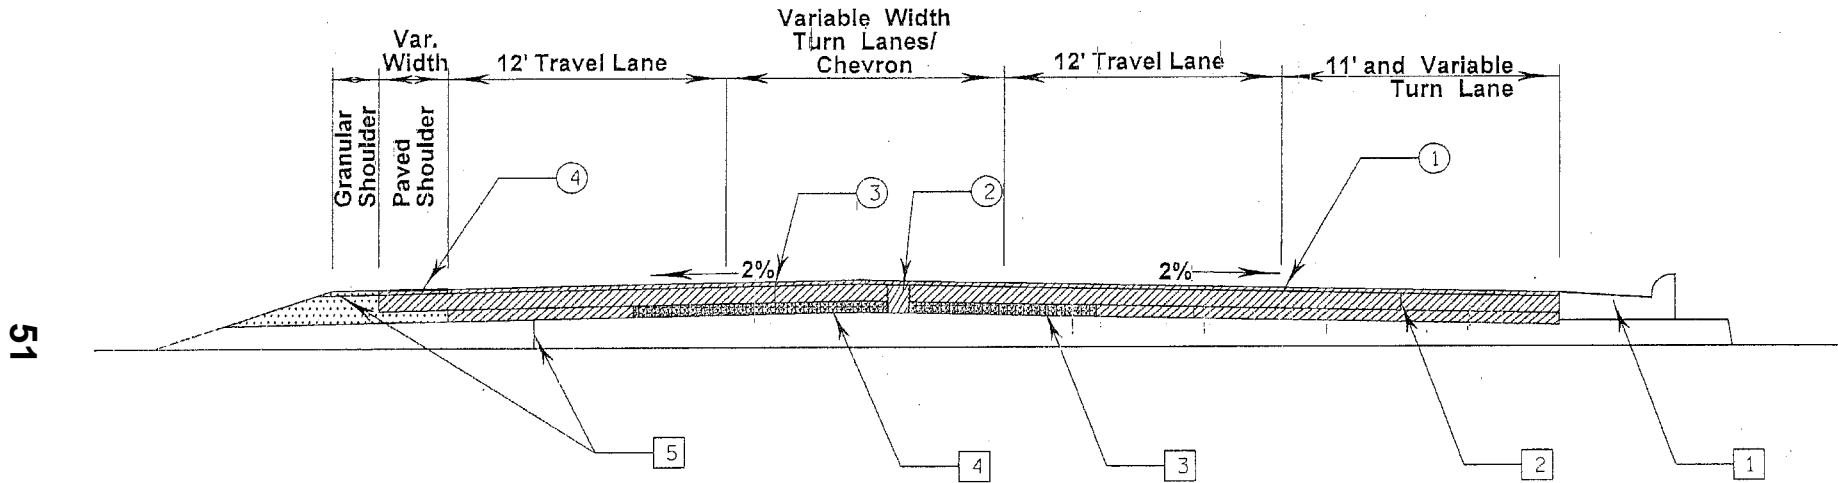 Variable Width
Turn Lanes/
Chevron
Var.
Width
12' Travel Lane
12' Travel Lane
11' and Variable
Turn Lane
Granular
Shoulder
Paved
Shoulder
4
3
2
1
2%
2%
51
5
4
3
2
1